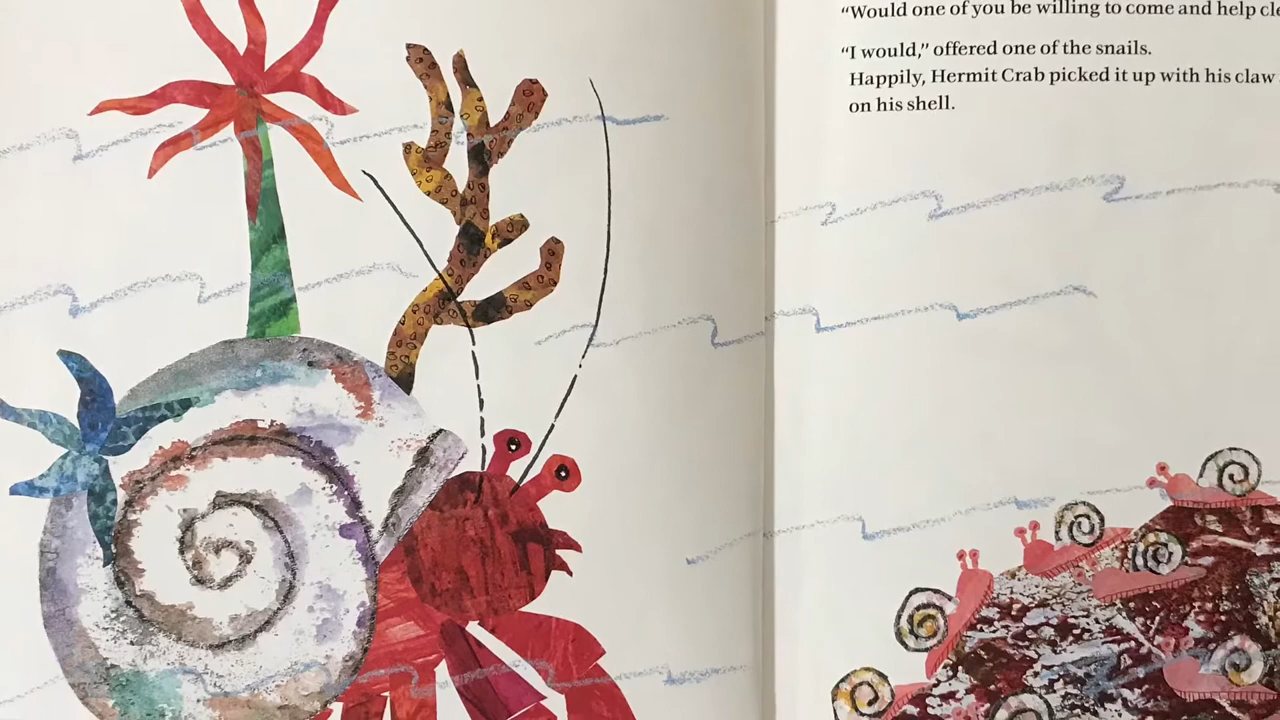 “Would one of you be willing to come and help
“I would,” offered one of the snails.
Happily, Hermit Crab picked it up with his claw
on his shell.